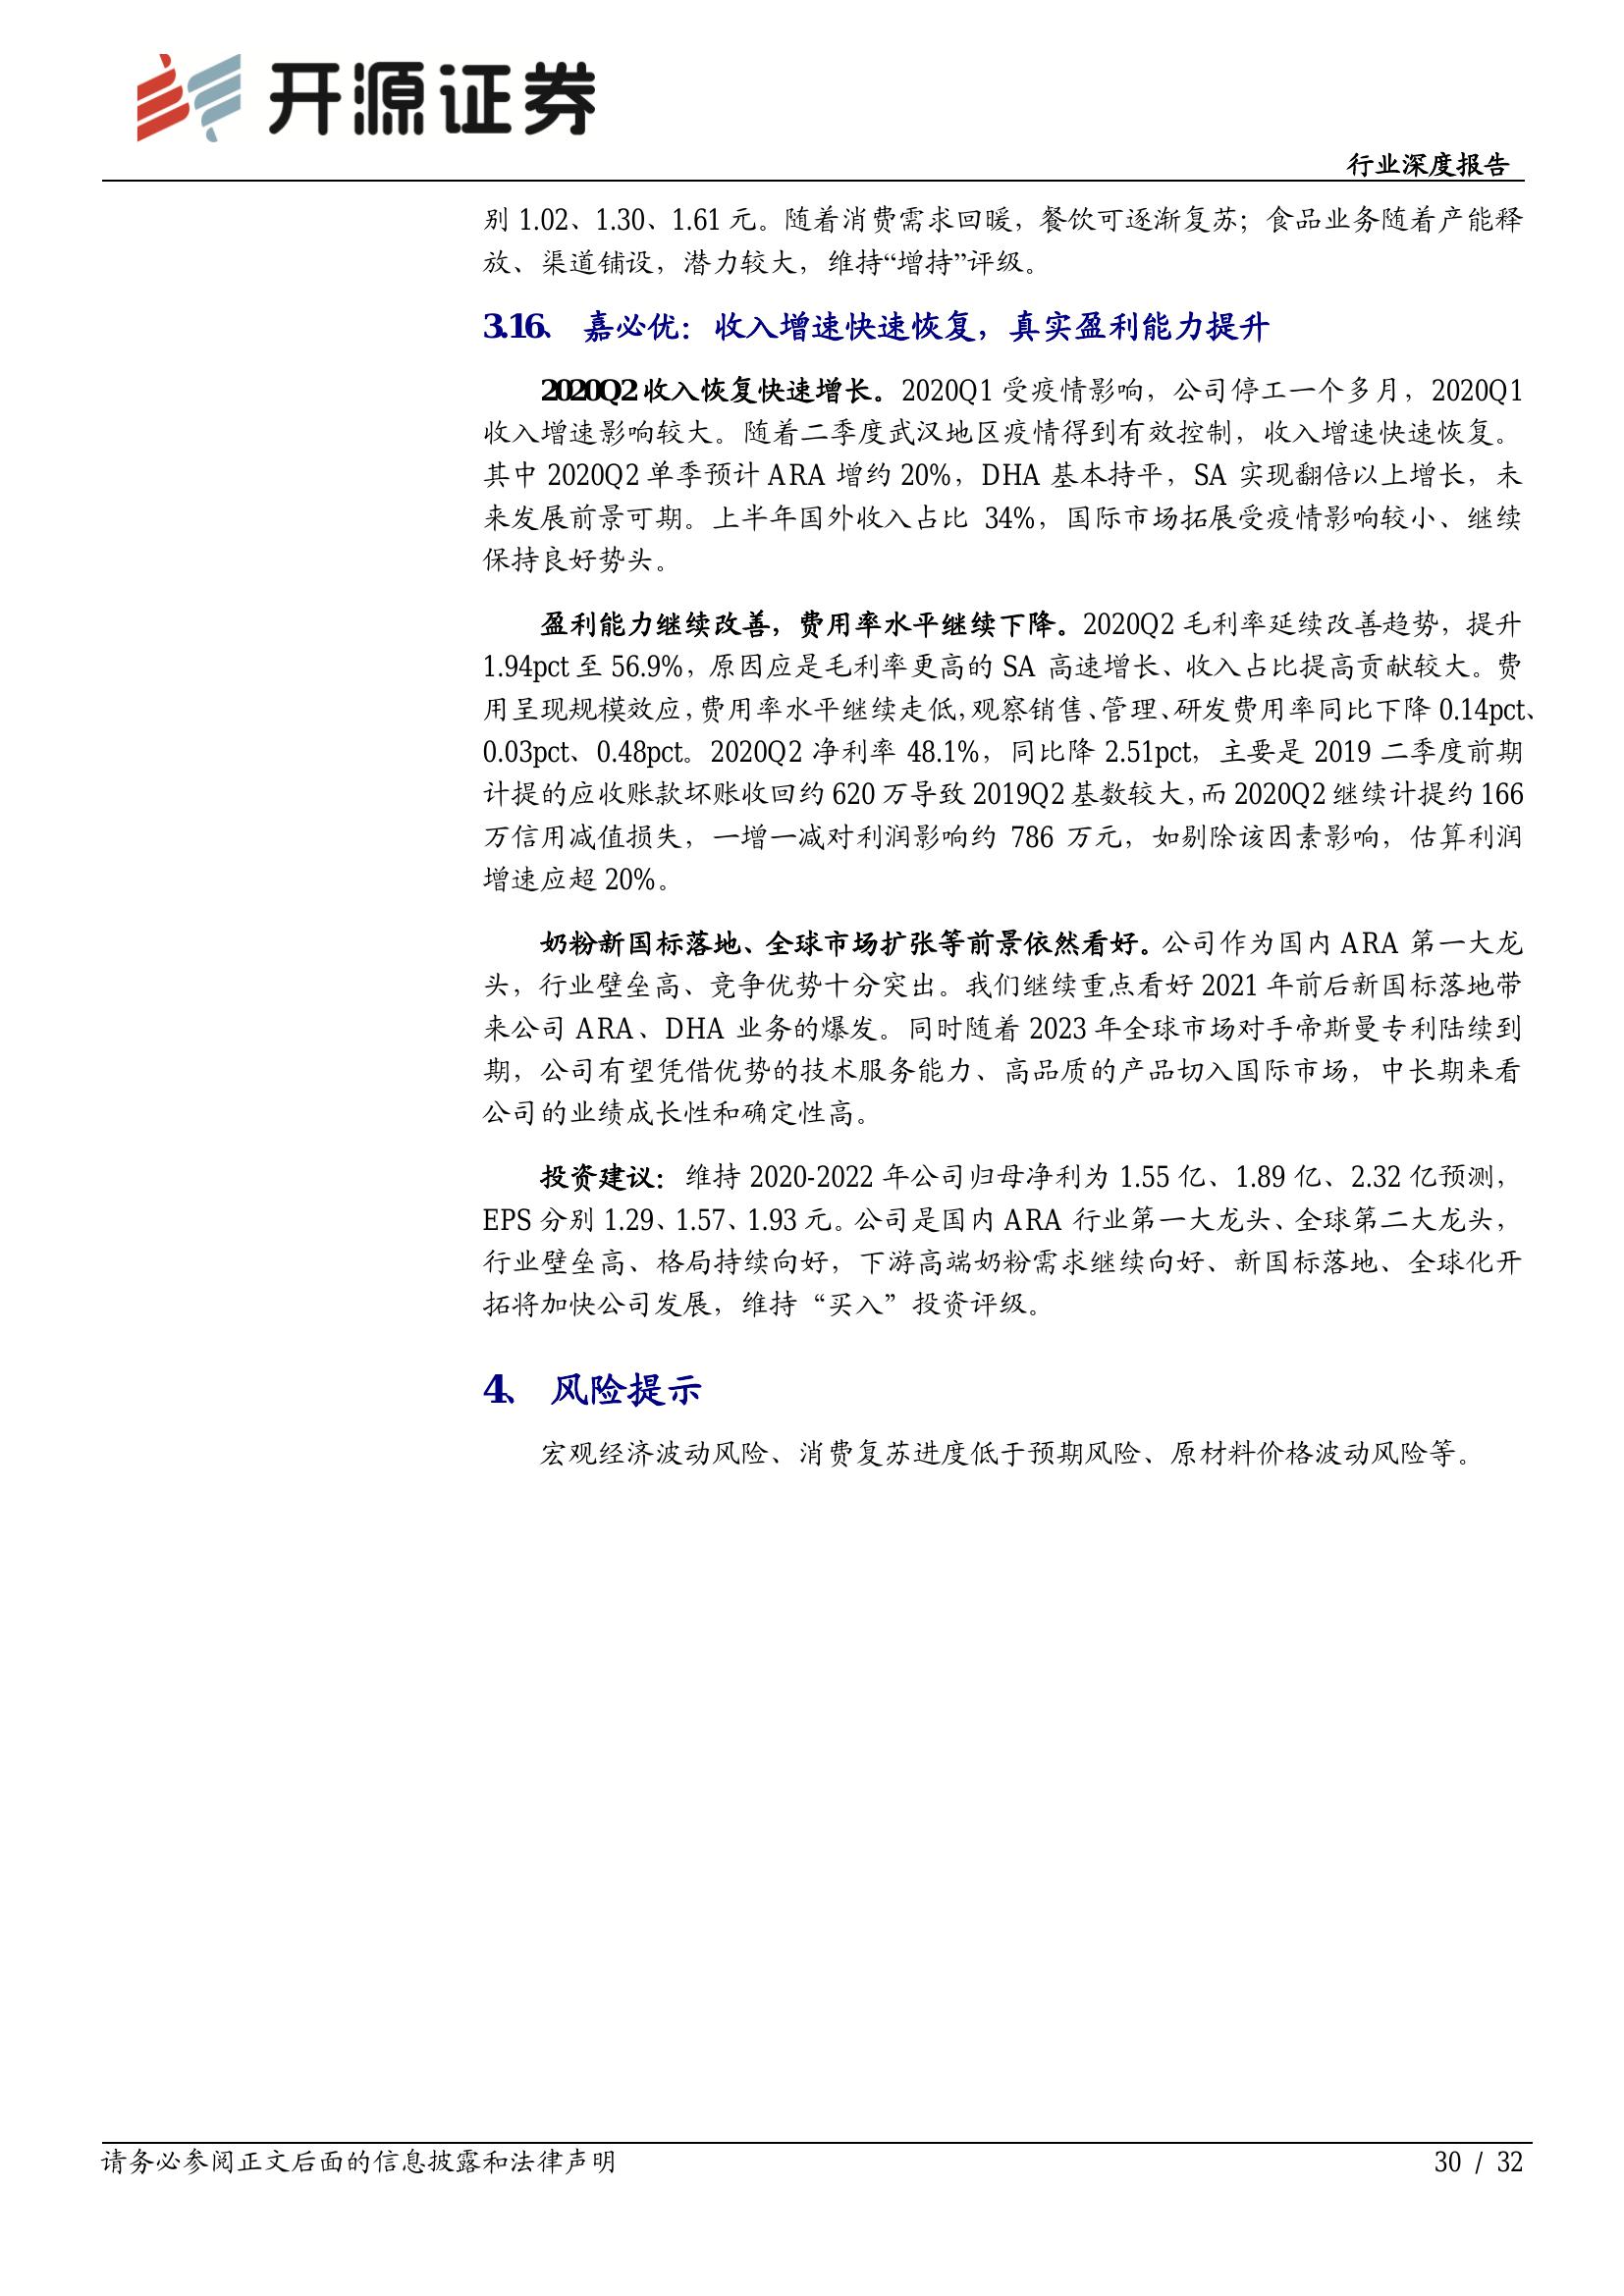 开源证券
行业深度报告
别 1.02、1.30、1.61 元。随着消费需求回暖，餐饮可逐渐复苏；食品业务随着产能释
放、渠道铺设，潜力较大，维持“增持”评级。
3.16、 嘉必优：收入增速快速恢复，真实盈利能力提升
2020Q2 收入恢复快速增长。2020Q1 受疫情影响，公司停工一个多月，2020Q1
收入增速影响较大。随着二季度武汉地区疫情得到有效控制，收入增速快速恢复。
其中 2020Q2 单季预计 ARA 增约 20%，DHA 基本持平，SA 实现翻倍以上增长，未
来发展前景可期。上半年国外收入占比 34%，国际市场拓展受疫情影响较小、继续
保持良好势头。
盈利能力继续改善，费用率水平继续下降。2020Q2 毛利率延续改善趋势，提升
1.94pct 至 56.9%，原因应是毛利率更高的 SA 高速增长、收入占比提高贡献较大。费
用呈现规模效应，费用率水平继续走低，观察销售、管理、研发费用率同比下降 0.14pct、
0.03pct、0.48pct。2020Q2 净利率 48.1%，同比降 2.51pct，主要是 2019 二季度前期
计提的应收账款坏账收回约 620 万导致 2019Q2 基数较大，而 2020Q2 继续计提约 166
万信用减值损失，一增一减对利润影响约 786 万元，如剔除该因素影响，估算利润
增速应超 20%。
奶粉新国标落地、全球市场扩张等前景依然看好。公司作为国内 ARA 第一大龙
头，行业壁垒高、竞争优势十分突出。我们继续重点看好 2021 年前后新国标落地带
来公司 ARA、DHA 业务的爆发。同时随着 2023 年全球市场对手帝斯曼专利陆续到
期，公司有望凭借优势的技术服务能力、高品质的产品切入国际市场，中长期来看
公司的业绩成长性和确定性高。
投资建议：维持 2020-2022 年公司归母净利为 1.55 亿、1.89 亿、2.32 亿预测，
EPS 分别 1.29、1.57、1.93 元。公司是国内 ARA 行业第一大龙头、全球第二大龙头，
行业壁垒高、格局持续向好，下游高端奶粉需求继续向好、新国标落地、全球化开
拓将加快公司发展，维持“买入”投资评级。
4、 风险提示
宏观经济波动风险、消费复苏进度低于预期风险、原材料价格波动风险等。
请务必参阅正文后面的信息披露和法律声明
30 / 32